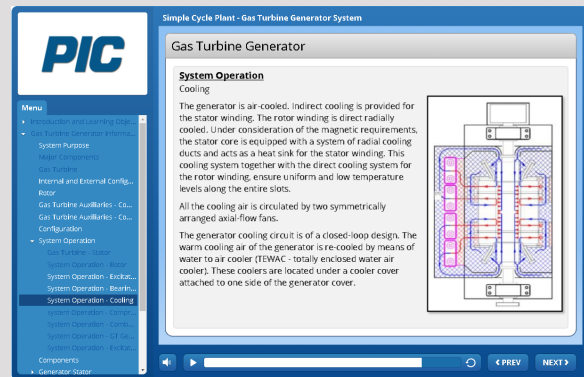 Simple Cycle Plant - Gas Turbine Generator System
PIC
Gas Turbine Generator
System Operation
Cooling
The generator is air-cooled. Indirect cooling is provided for
the stator winding. The rotor winding is direct radially
cooled. Under consideration of the magnetic requirements,
the stator core is equipped with a system of radial cooling
ducts and acts as a heat sink for the stator winding. This
cooling system together with the direct cooling system for
the rotor winding, ensure uniform and low temperature
levels along the entire slots.
All the cooling air is circulated by two symmetrically
arranged axial-flow fans.
The generator cooling circuit is of a closed-loop design. The
warm cooling air of the generator is re-cooled by means of
water to air cooler (TEWAC - totally enclosed water air
cooler). These coolers are located under a cooler cover
attached to one side of the generator cover.
Menu
Introduction and Learning Obje...
Gas Turbine Generator Informa...
System Purpose
Major Components
Gas Turbine
Internal and External Config...
Rotor
Gas Turbine Auxilliaries - Co...
Gas Turbine Auxilliaries - Co...
Configuration
System Operation
Gas Turbine - Stator
System Operation - Rotor
System Operation - Excitat...
System Operation - Bearin...
System Operation - Cooling
System Operation - Compr...
System Operation - Comb...
System Operation - GT Ge...
System Operation - Excitat...
Components
Generator Stator
PREV
NEXT